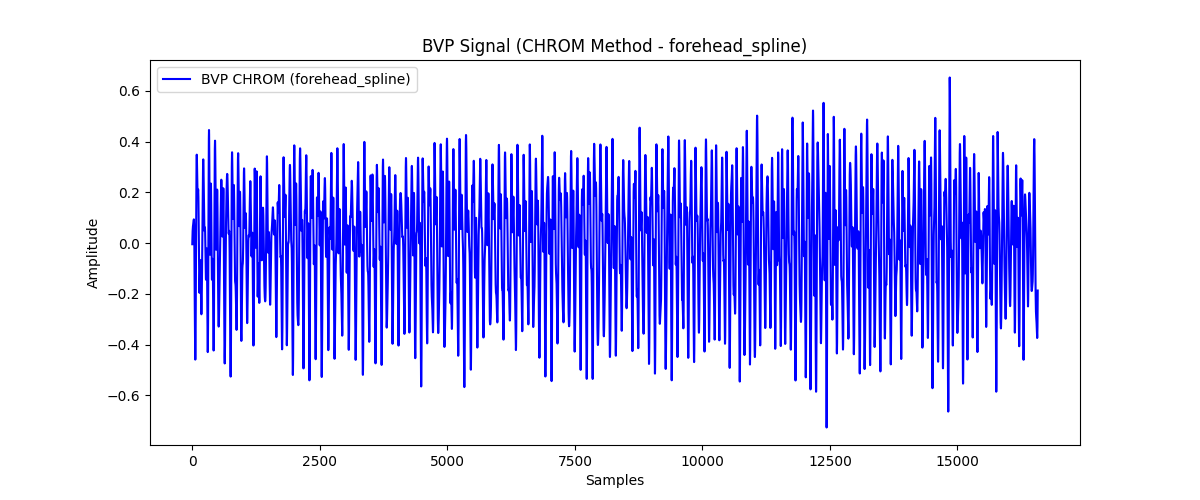 BVP Signal (CHROM Method - forehead_spline)
BVP CHROM (forehead_spline)
0.6
0.4
0.2
0.0
−0.2
−0.4
−0.6
Amplitude
0 2500 5000 7500 10000 12500 15000
Samples